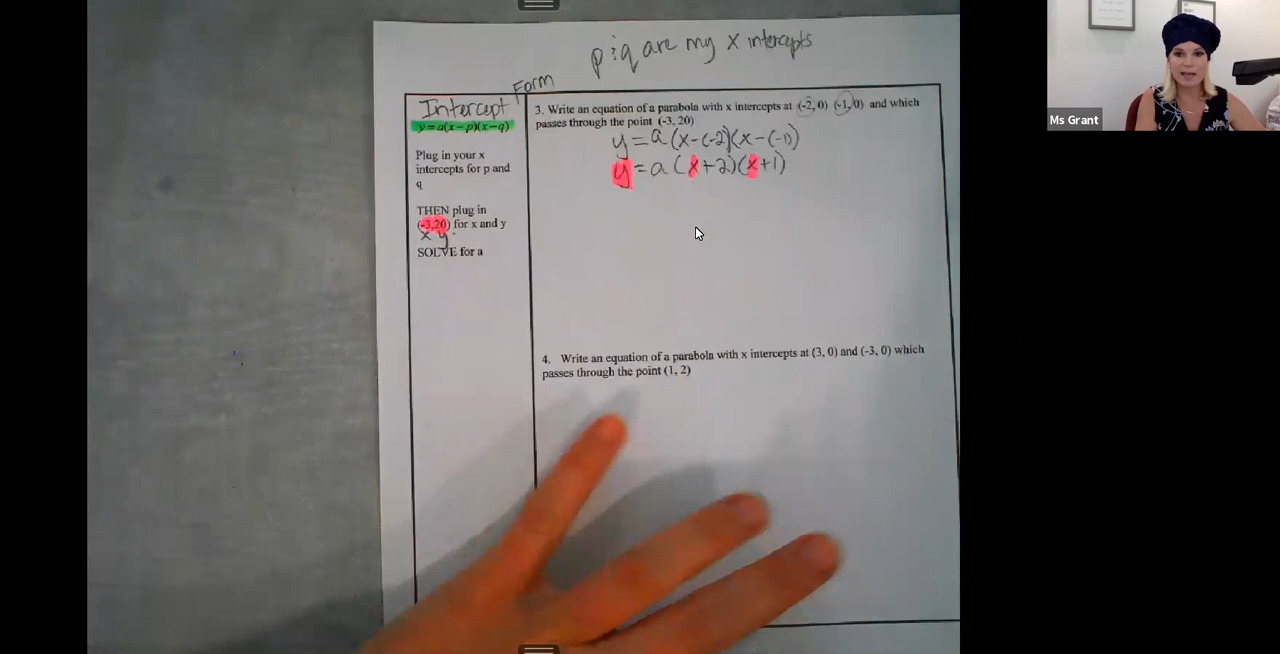 p & q are my x intercepts
Form
Intercept
y=a(x-p)(x-q)
Plug in your x
intercepts for p and
q
THEN plug in
(-3,20) for x and y
x y
SOLVE for a
3. Write an equation of a parabola with x intercepts at (-2, 0) (-1, 0) and which
passes through the point (-3, 20)
y=a(x-(-2)(x-(-1)
y=a(x+2)(x+1)
4. Write an equation of a parabola with x intercepts at (3, 0) and (-3, 0) which
passes through the point (1, 2)
Ms Grant